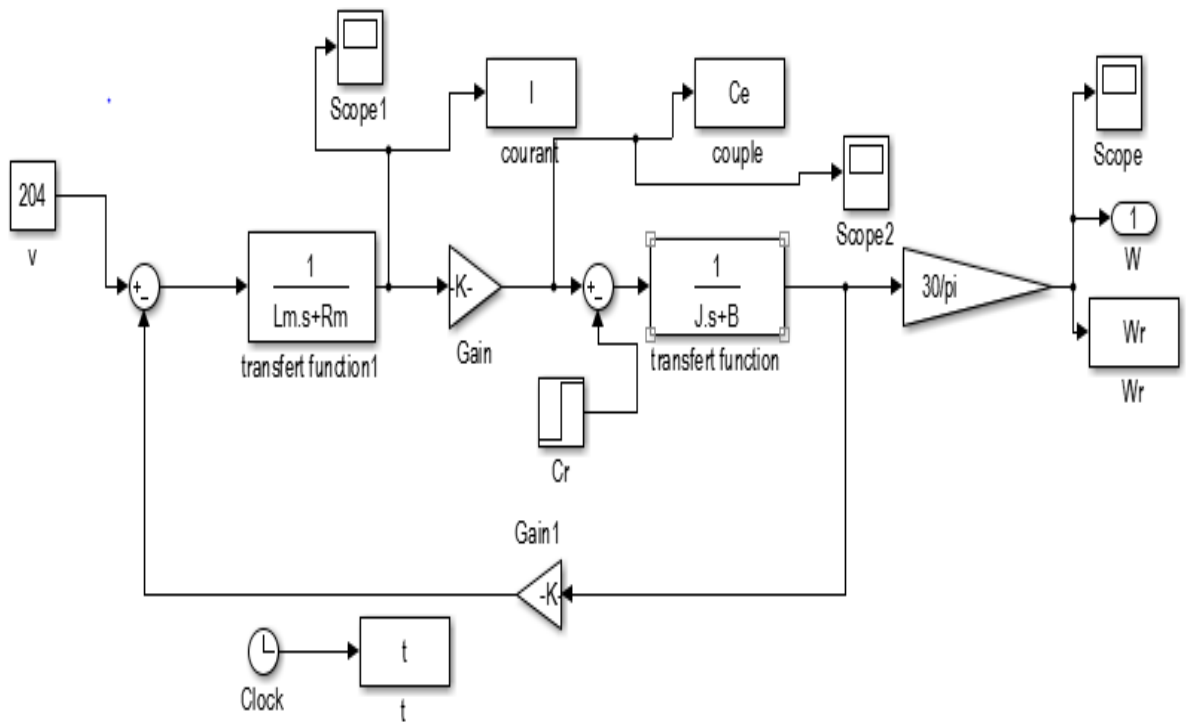 Scope1
I
courant
Ce
couple
Scope
204
v
Scope2
1
W
+
-
1
Lm.s+Rm
transfert function1
-K-
Gain
+
-
1
J.s+B
transfert function
30/pi
Wr
Wr
Cr
Gain1
-K-
Clock
t
t